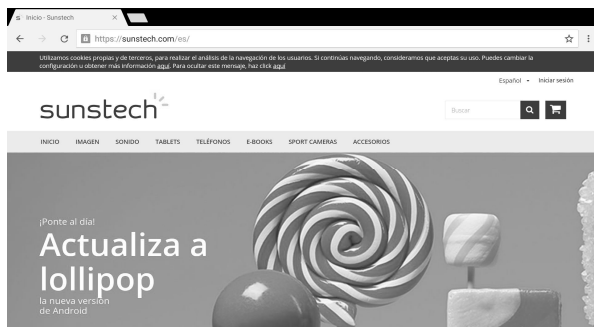 Inicio - Sunstech
https://sunstech.com/es/
Utilizamos cookies propias y de terceros, para realizar el análisis de la navegación de los usuarios. Si continúas navegando, consideramos que aceptas su uso. Puedes cambiar la
configuración u obtener más información aquí. Para ocultar este mensaje, haz click aquí
Español Iniciar sesión
sunstech
Buscar
INICIO IMAGEN SONIDO TABLETS TELÉFONOS E-BOOKS SPORT CAMERAS ACCESORIOS
¡Ponte al día!
Actualiza a
lollipop
la nueva versión
de Android